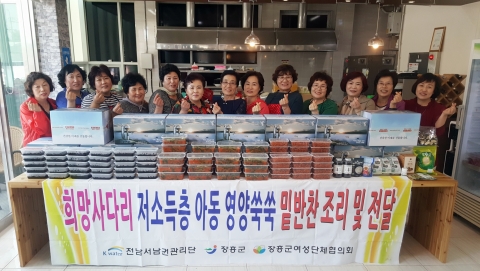 희망사다리 저소득층 아동 영양쑥쑥 밑반찬 조리 및 전달
K-water 전남서남권관리단 장흥군 장흥군여성단체협의회